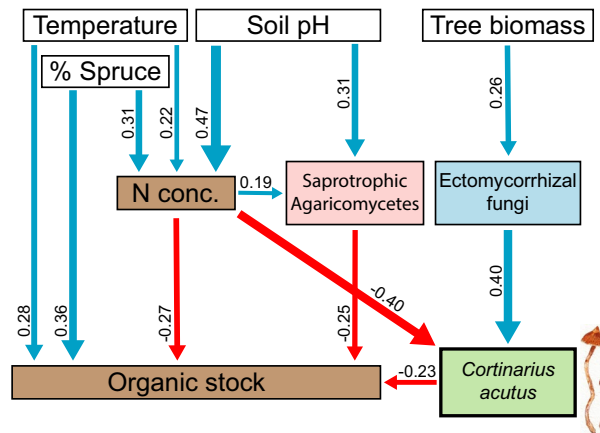 Temperature
Soil pH
Tree biomass
% Spruce
0.31
0.22
0.47
0.31
0.26
N conc.
0.19
Saprotrophic
Agaricomycetes
Ectomycorrhizal
fungi
0.28
0.36
-0.27
-0.25
-0.40
0.40
Organic stock
-0.23
Cortinarius
acutus